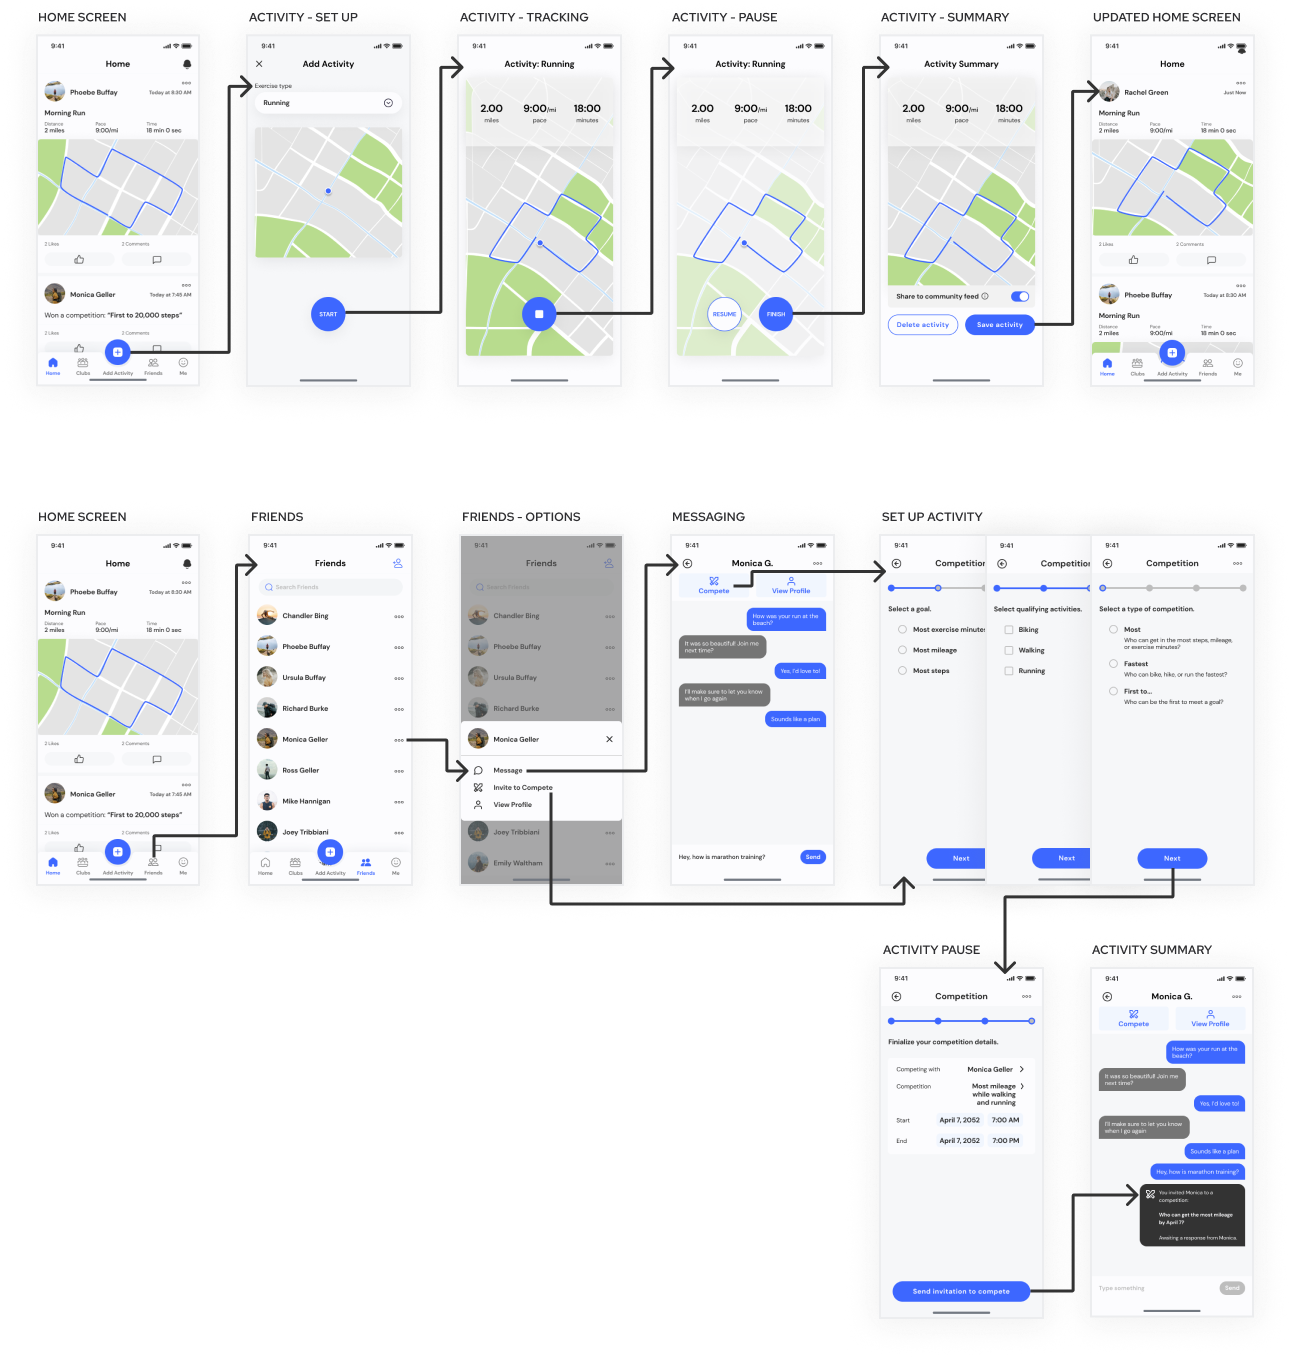 HOME SCREEN
9:41
Home
Phoebe Buffay
Today at 8:30 AM
Morning Run
Distance Pace Time
2 miles 9:00/mi 18 min 0 sec
2 Likes 2 Comments
Monica Geller
Today at 7:45 AM
Won a competition: "First to 20,000 steps"
2 Likes 2 Comments
Home Clubs Add Activity Friends Me
ACTIVITY - SET UP
9:41
Add Activity
Exercise type
Running
START
ACTIVITY - TRACKING
9:41
Activity: Running
2.00 9:00/mi 18:00
miles pace minutes
ACTIVITY - PAUSE
9:41
Activity: Running
2.00 9:00/mi 18:00
miles pace minutes
RESUME FINISH
ACTIVITY - SUMMARY
9:41
Activity Summary
2.00 9:00/mi 18:00
miles pace minutes
Share to community feed
Delete activity Save activity
UPDATED HOME SCREEN
9:41
Home
Rachel Green
Just Now
Morning Run
Distance Pace Time
2 miles 9:00/mi 18 min 0 sec
2 Likes 2 Comments
Phoebe Buffay
Today at 8:30 AM
Morning Run
Distance Pace Time
2 miles 9:00/mi 18 min 0 sec
Home Clubs Add Activity Friends Me
HOME SCREEN
9:41
Home
Phoebe Buffay
Today at 8:30 AM
Morning Run
Distance Pace Time
2 miles 9:00/mi 18 min 0 sec
2 Likes 2 Comments
Monica Geller
Today at 7:45 AM
Won a competition: "First to 20,000 steps"
2 Likes 2 Comments
Home Clubs Add Activity Friends Me
FRIENDS
9:41
Friends
Search Friends
Chandler Bing
Phoebe Buffay
Ursula Buffay
Richard Burke
Monica Geller
Ross Geller
Mike Hannigan
Joey Tribbiani
Home Clubs Add Activity Friends Me
FRIENDS - OPTIONS
9:41
Friends
Search Friends
Chandler Bing
Phoebe Buffay
Ursula Buffay
Richard Burke
Monica Geller
Message
Invite to Compete
View Profile
Joey Tribbiani
Emily Waltham
MESSAGING
9:41
Monica G.
Compete View Profile
How was your run at the
beach?
It was so beautiful! Join me
next time?
Yes, I'd love to!
I'll make sure to let you know
when I go again
Sounds like a plan
Hey, how is marathon training?
Send
SET UP ACTIVITY
9:41
Competition
Select a goal.
Most exercise minutes
Most mileage
Most steps
Next
9:41
Competition
Select qualifying activities.
Biking
Walking
Running
Next
9:41
Competition
Select a type of competition.
Most
Who can get in the most steps, mileage,
or exercise minutes?
Fastest
Who can bike, hike, or run the fastest?
First to...
Who can be the first to meet a goal?
Next
ACTIVITY PAUSE
9:41
Competition
Finialize your competition details.
Competing with Monica Geller
Competition Most mileage
while walking
and running
Start April 7, 2052 7:00 AM
End April 7, 2052 7:00 PM
Send invitation to compete
ACTIVITY SUMMARY
9:41
Monica G.
Compete View Profile
How was your run at the
beach?
It was so beautiful! Join me
next time?
Yes, I'd love to!
I'll make sure to let you know
when I go again
Sounds like a plan
Hey, how is marathon training?
You invited Monica to a
competition:
Who can get the most mileage
by April 7?
Awaiting a response from Monica.
Type something
Send